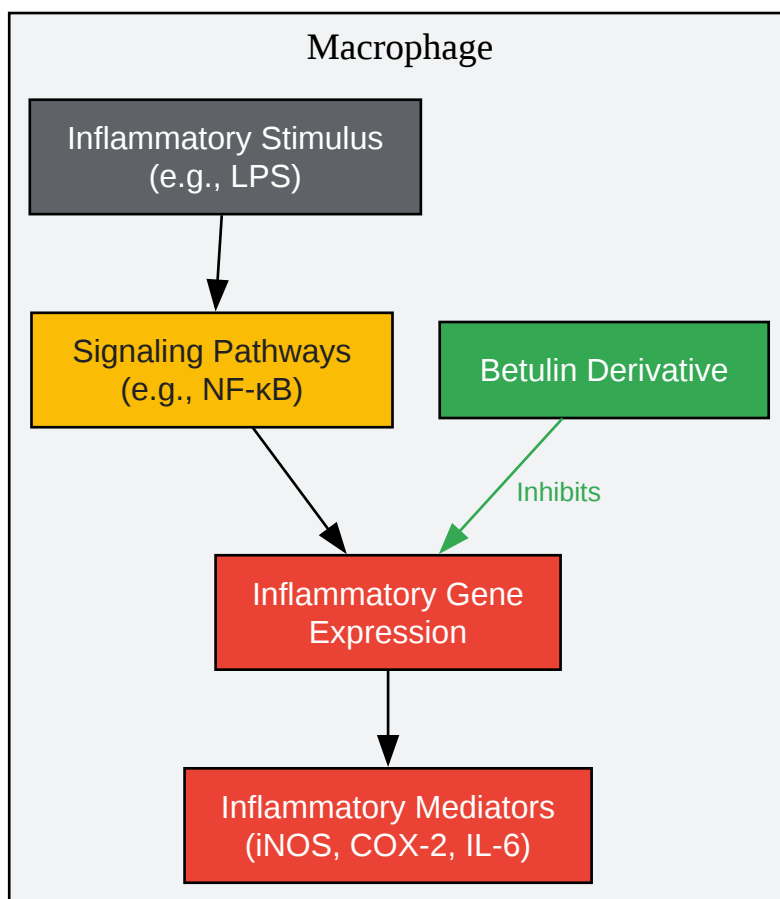 Macrophage
Inflammatory Stimulus
(e.g., LPS)
Signaling Pathways
(e.g., NF-κB)
Betulin Derivative
Inhibits
Inflammatory Gene
Expression
Inflammatory Mediators
(iNOS, COX-2, IL-6)